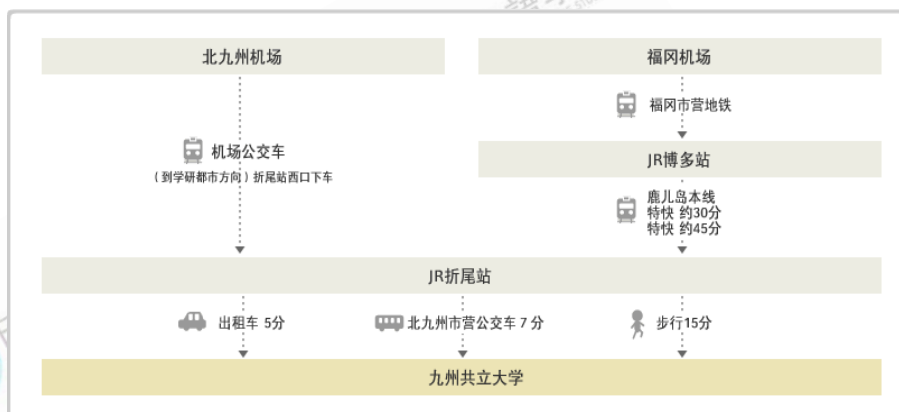 北九州机场
福冈机场
福冈市营地铁
机场公交车
(到学研都市方向)折尾站西口下车
JR博多站
鹿儿岛本线
特快 约30分
特快 约45分
JR折尾站
出租车 5分
北九州市营公交车 7 分
步行15分
九州共立大学